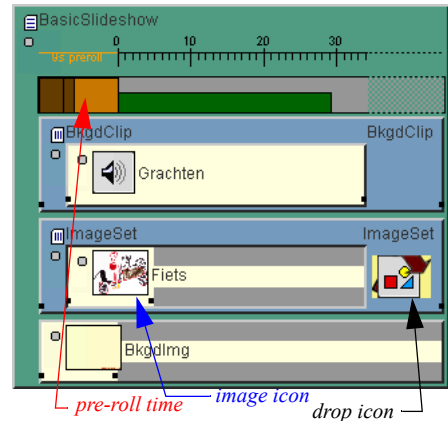 BasicSlideshow
0 10 20 30
9s preroll
BkgdClip BkgdClip
Grachten
ImageSet ImageSet
Fiets
BkgdImg
pre-roll time image icon drop icon